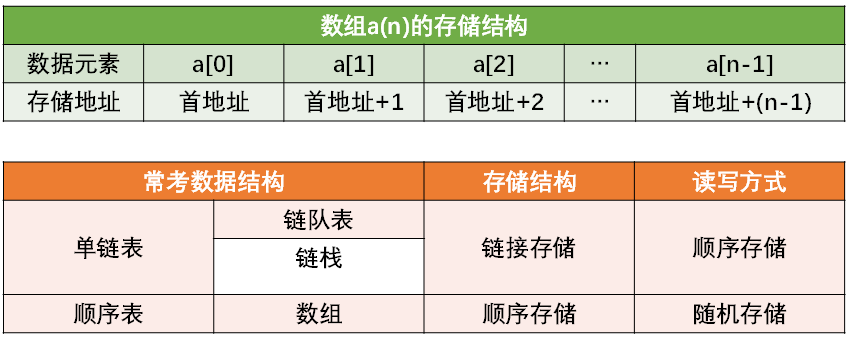 数组a(n)的存储结构
数据元素 a[0] a[1] a[2] ... a[n-1]
存储地址 首地址 首地址+1 首地址+2 ... 首地址+(n-1)
常考数据结构 存储结构 读写方式
单链表 链队表 链接存储 顺序存储
链栈
顺序表 数组 顺序存储 随机存储